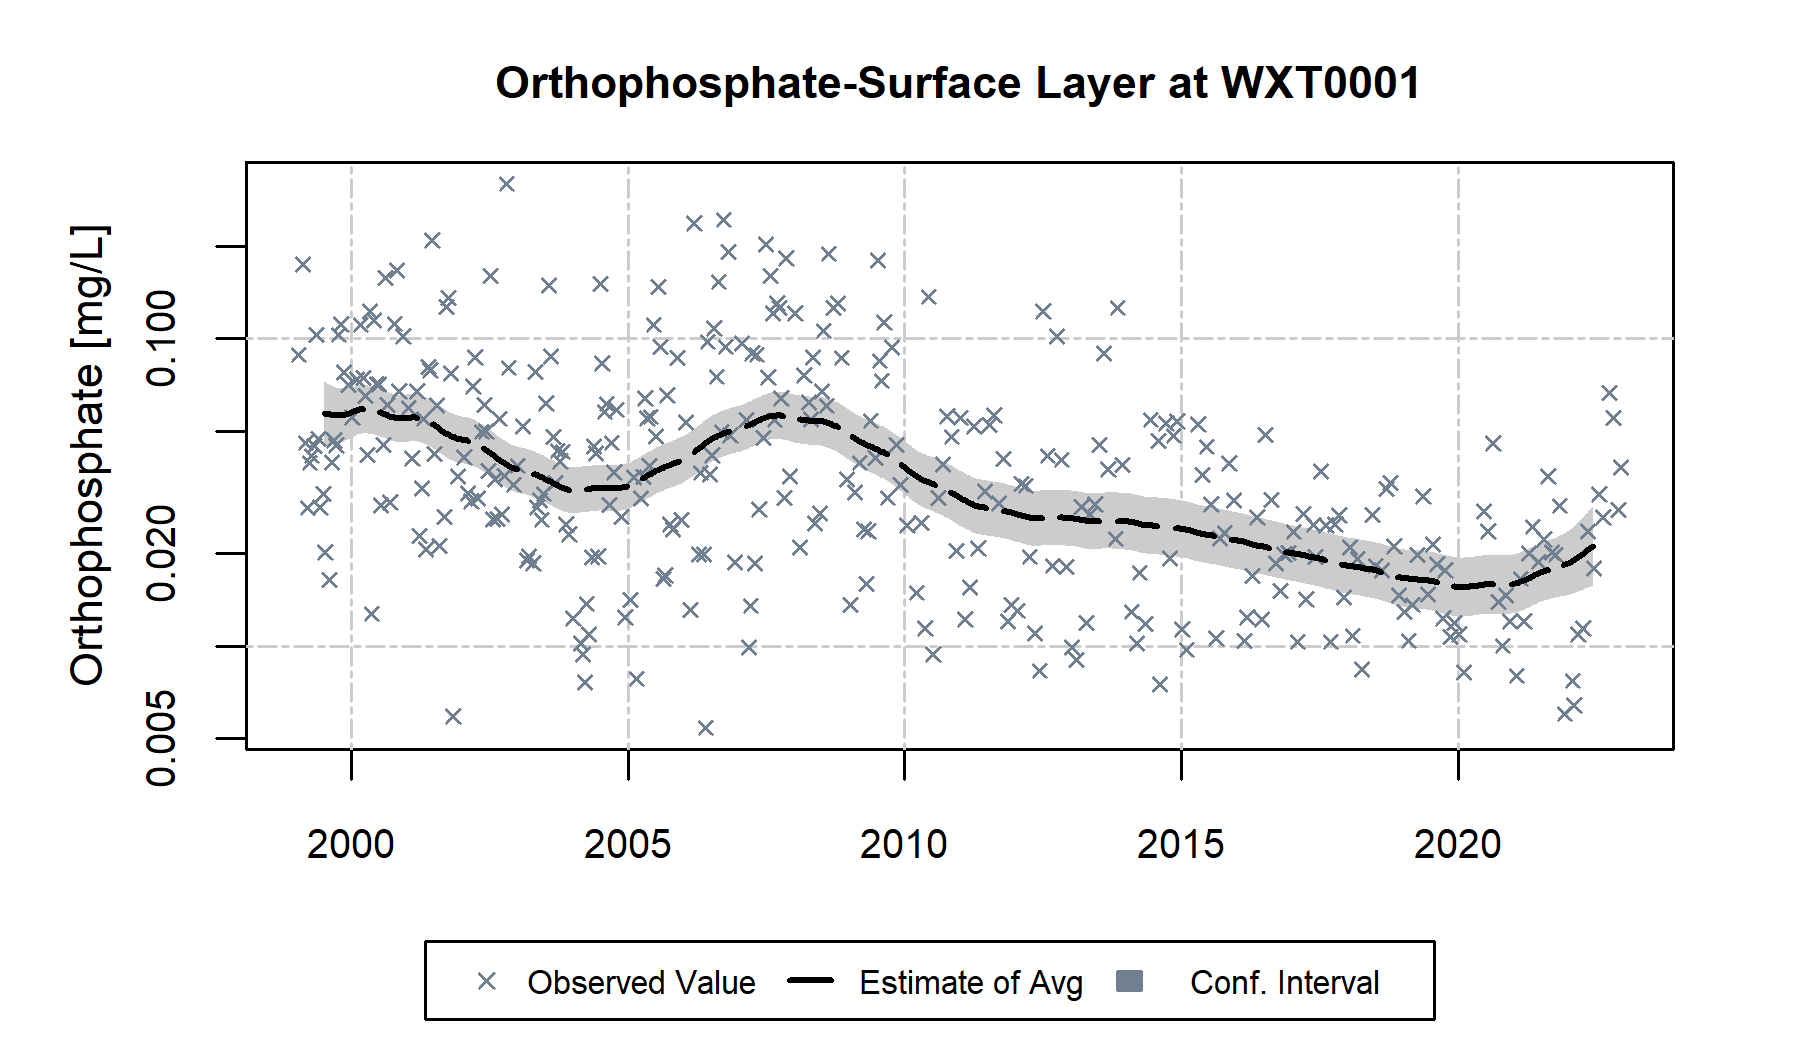 Orthophosphate-Surface Layer at WXT0001
Orthophosphate [mg/L]
0.100
0.020
0.005
2000 2005 2010 2015 2020
Observed Value Estimate of Avg Conf. Interval